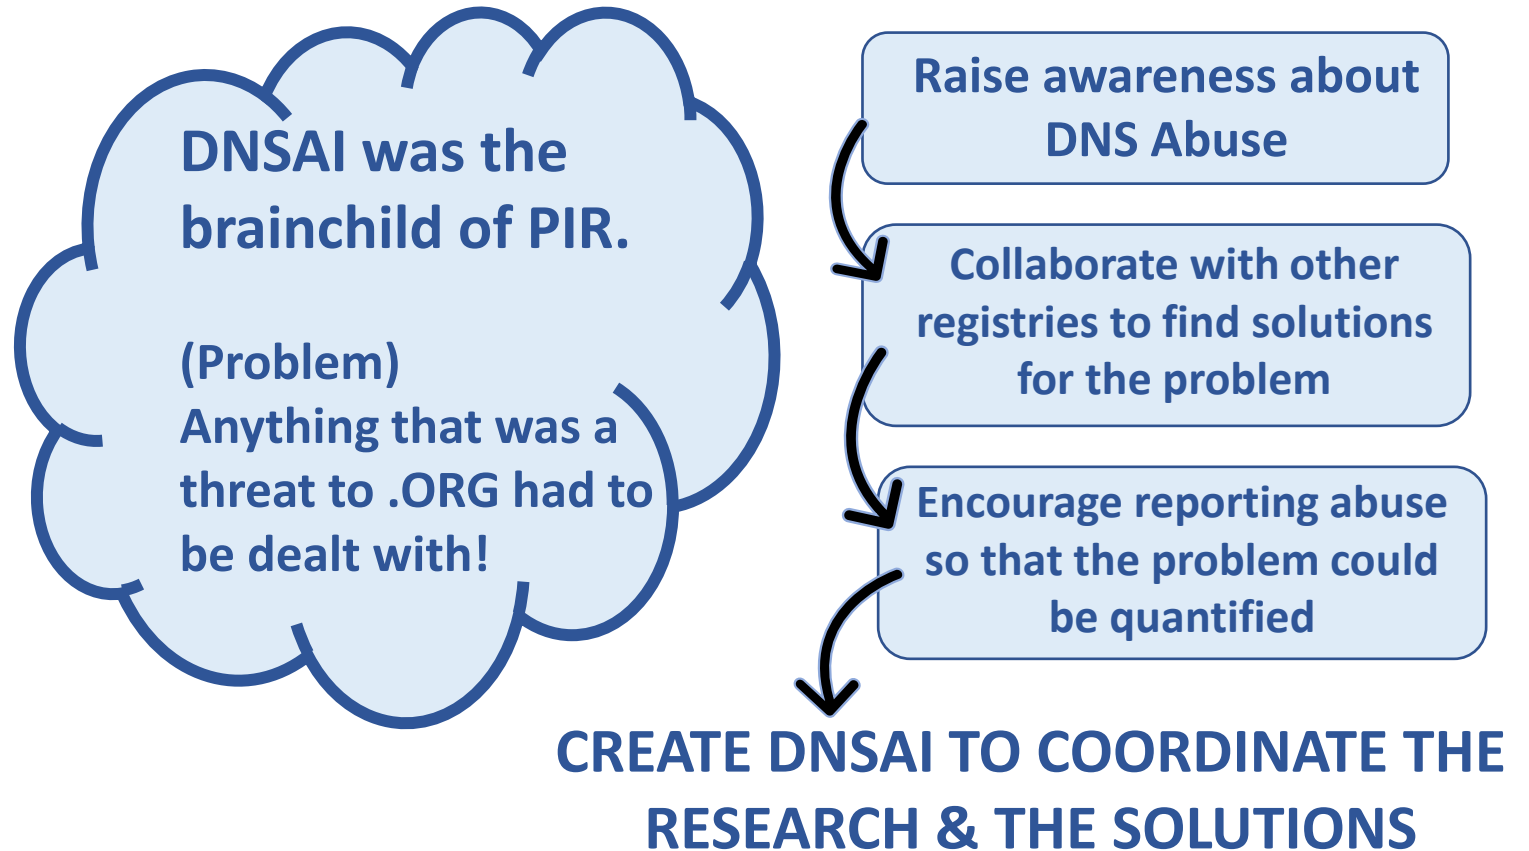 DNSAI was the
brainchild of PIR.
(Problem)
Anything that was a
threat to .ORG had to
be dealt with!
Raise awareness about
DNS Abuse
Collaborate with other
registries to find solutions
for the problem
Encourage reporting abuse
so that the problem could
be quantified
CREATE DNSAI TO COORDINATE THE
RESEARCH & THE SOLUTIONS